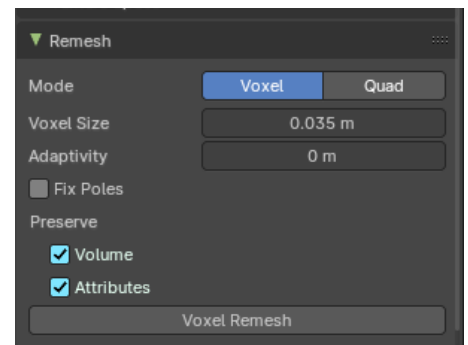 Remesh
Mode Voxel Quad
Voxel Size 0.035 m
Adaptivity 0 m
Fix Poles
Preserve
Volume
Attributes
Voxel Remesh